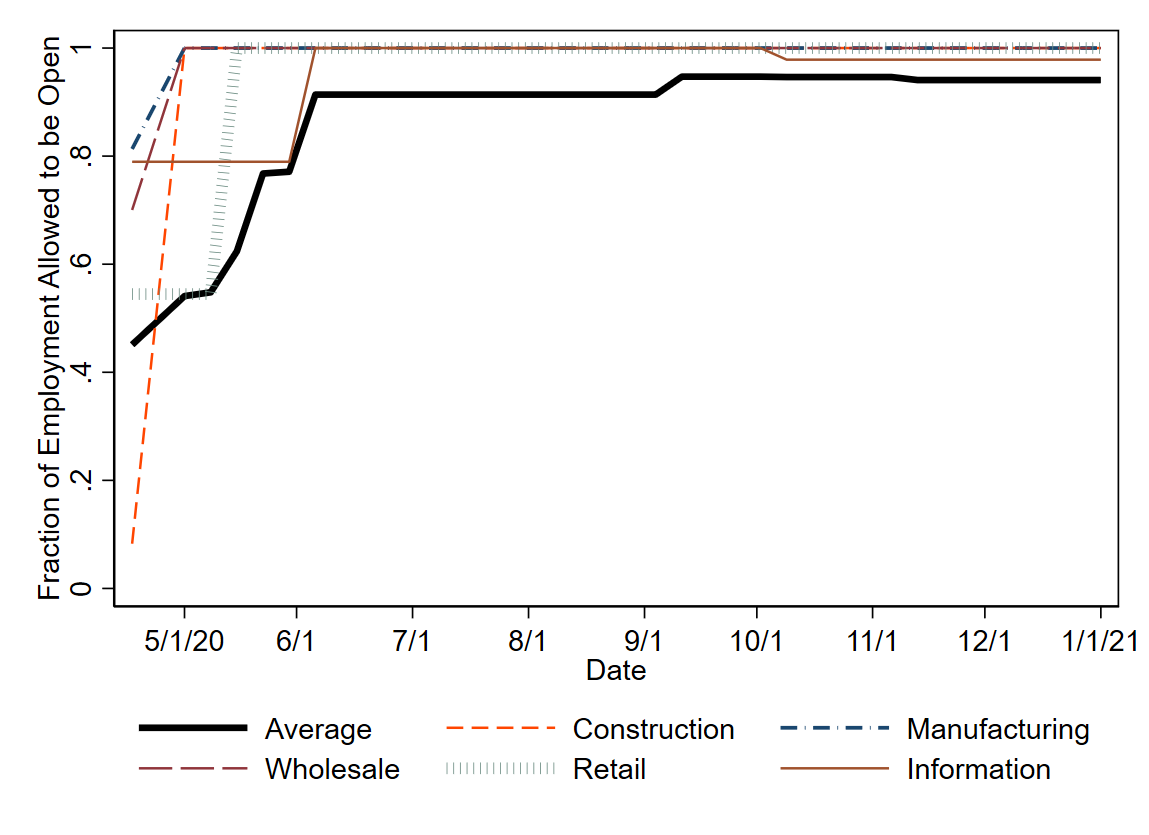 Fraction of Employment Allowed to be Open
1
.8
.6
.4
.2
0
5/1/20 6/1 7/1 8/1 9/1 10/1 11/1 12/1 1/1/21
Date
Average Construction Manufacturing
Wholesale Retail Information